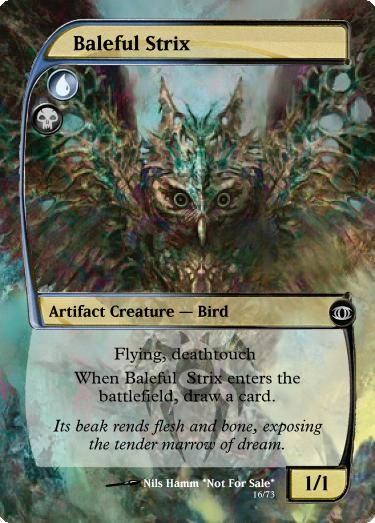 Baleful Strix
Artifact Creature — Bird
Flying, deathtouch
When Baleful Strix enters the
battlefield, draw a card.
Its beak rends flesh and bone, exposing
the tender marrow of dream.
Nils Hamm *Not For Sale*
16/73
1/1